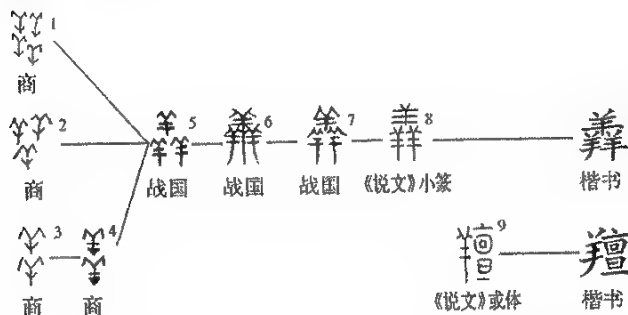 1
商
2 5 6 7 8 羴
商 战国 战国 战国 《说文》小篆 楷书
3 4 9 羶
商 商 《说文》或体 楷书